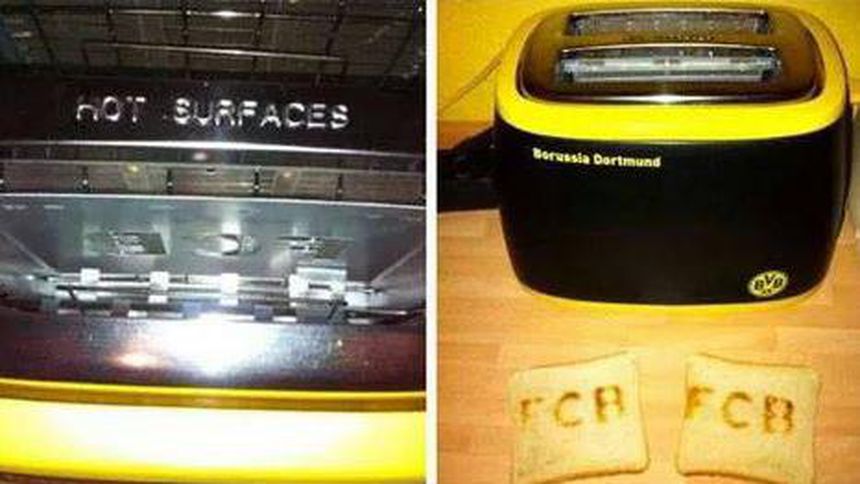 HOT SURFACES
Borussia Dortmund
BVB
FCB FCB